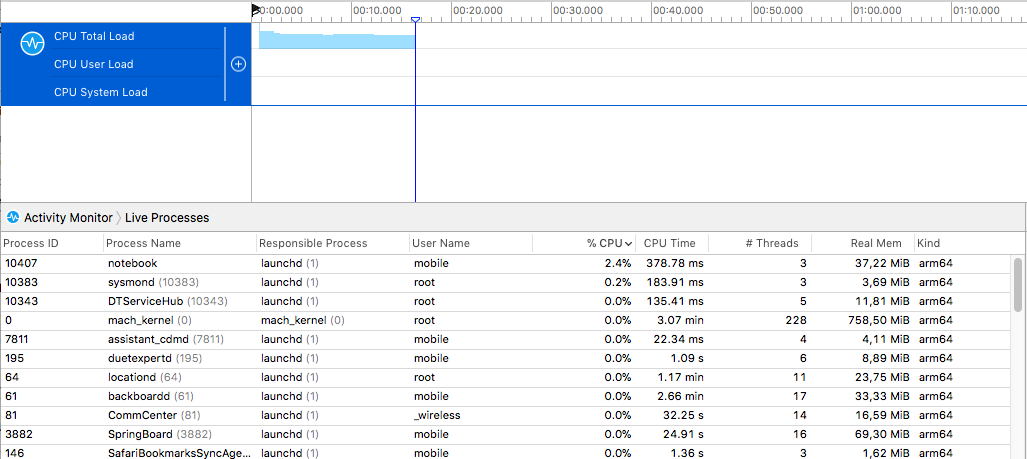 00:00.000 00:10.000 00:20.000 00:30.000 00:40.000 00:50.000 01:00.000 01:10.000
CPU Total Load
CPU User Load
CPU System Load
Activity Monitor Live Processes
Process ID Process Name Responsible Process User Name % CPU CPU Time # Threads Real Mem Kind
10407 notebook launchd (1) mobile 2.4% 378.78 ms 3 37,22 MiB arm64
10383 sysmond (10383) launchd (1) root 0.2% 183.91 ms 3 3,69 MiB arm64
10343 DTServiceHub (10343) launchd (1) root 0.0% 135.41 ms 5 11,81 MiB arm64
0 mach_kernel (0) mach_kernel (0) root 0.0% 3.07 min 228 758,50 MiB arm64
7811 assistant_cdmd (7811) launchd (1) mobile 0.0% 22.34 ms 4 4,11 MiB arm64
195 duetexpertd (195) launchd (1) mobile 0.0% 1.09 s 6 8,89 MiB arm64
64 locationd (64) launchd (1) root 0.0% 1.17 min 11 23,75 MiB arm64
61 backboardd (61) launchd (1) mobile 0.0% 2.66 min 17 33,33 MiB arm64
81 CommCenter (81) launchd (1) _wireless 0.0% 32.25 s 14 16,59 MiB arm64
3882 SpringBoard (3882) launchd (1) mobile 0.0% 24.91 s 16 69,30 MiB arm64
146 SafariBookmarksSyncAge... launchd (1) mobile 0.0% 1.36 s 3 1,62 MiB arm64